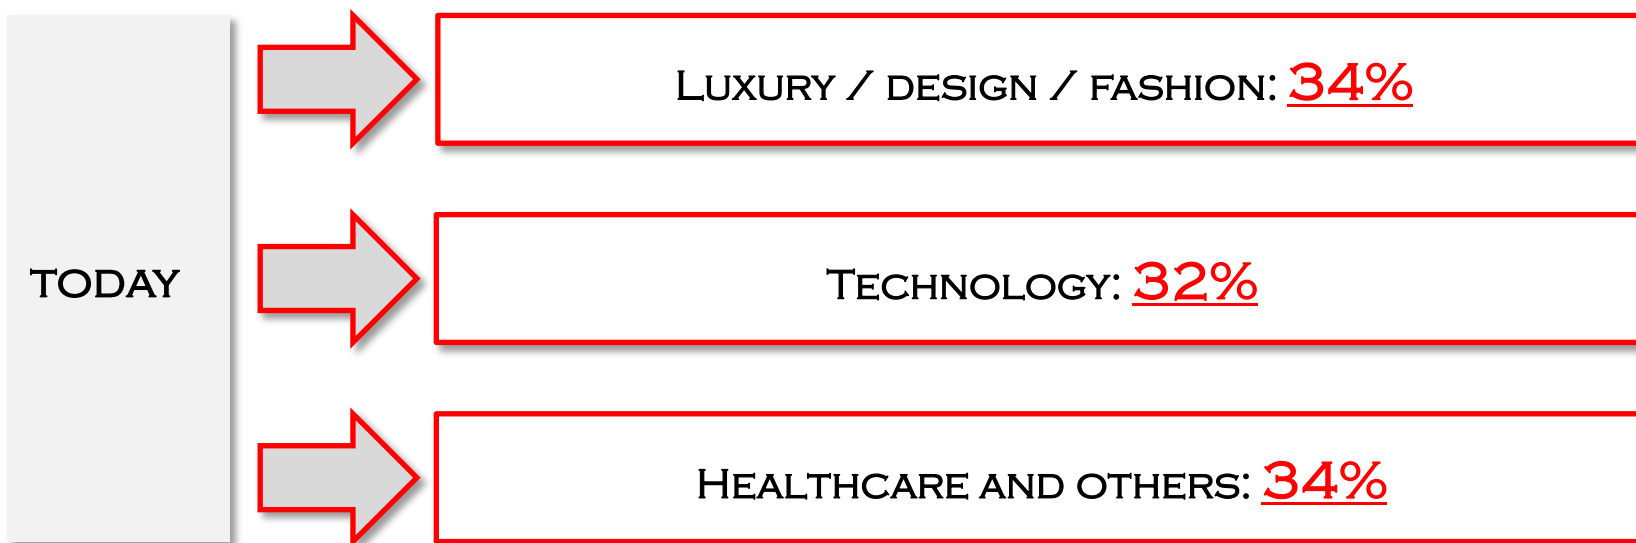 Luxury / design / fashion: 34%
TODAY
Technology: 32%
Healthcare and others: 34%